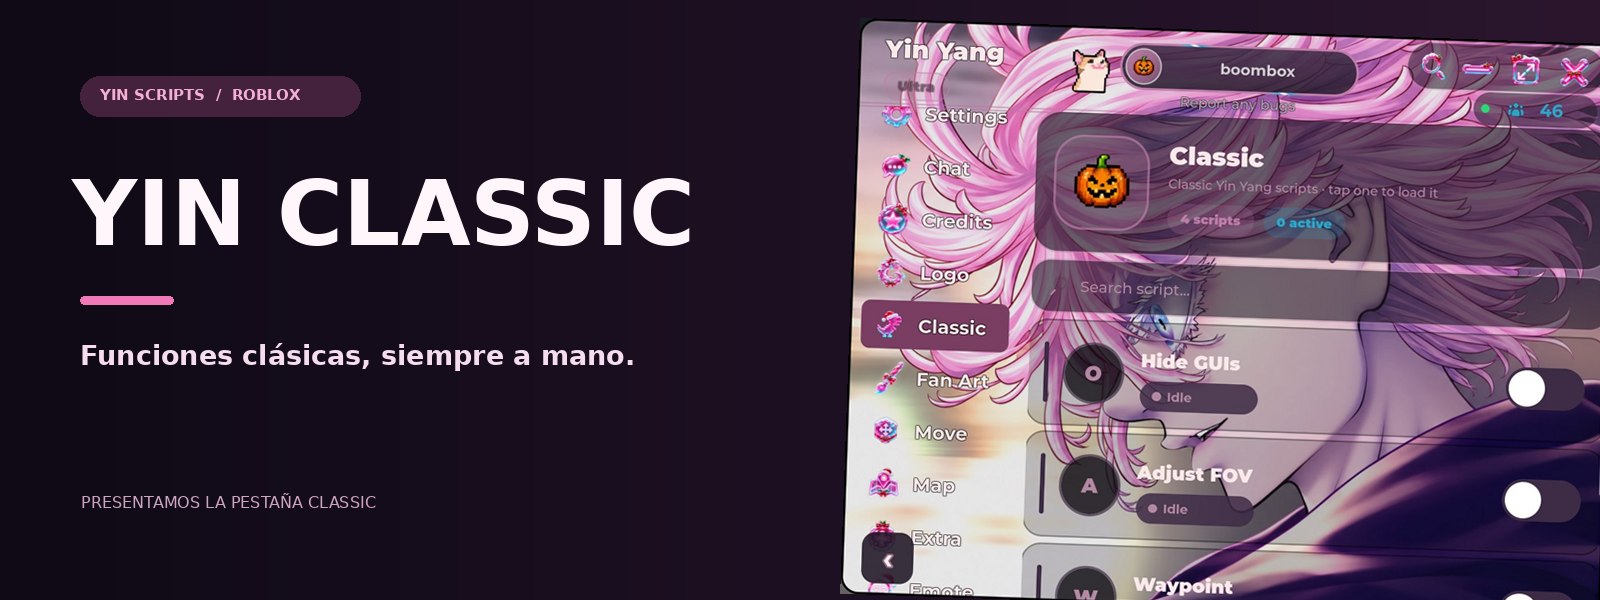 YIN SCRIPTS / ROBLOX
YIN CLASSIC
Funciones clásicas, siempre a mano.
PRESENTAMOS LA PESTAÑA CLASSIC
Yin Yang
Ultra
Settings
Chat
Credits
Logo
Classic
Fan Art
Move
Map
Extra
Emote
boombox
Report any bugs
46
Classic
Classic Yin Yang scripts · tap one to load it
4 scripts
0 active
Search script...
O
Hide GUIs
Idle
A
Adjust FOV
Idle
W
Waypoint